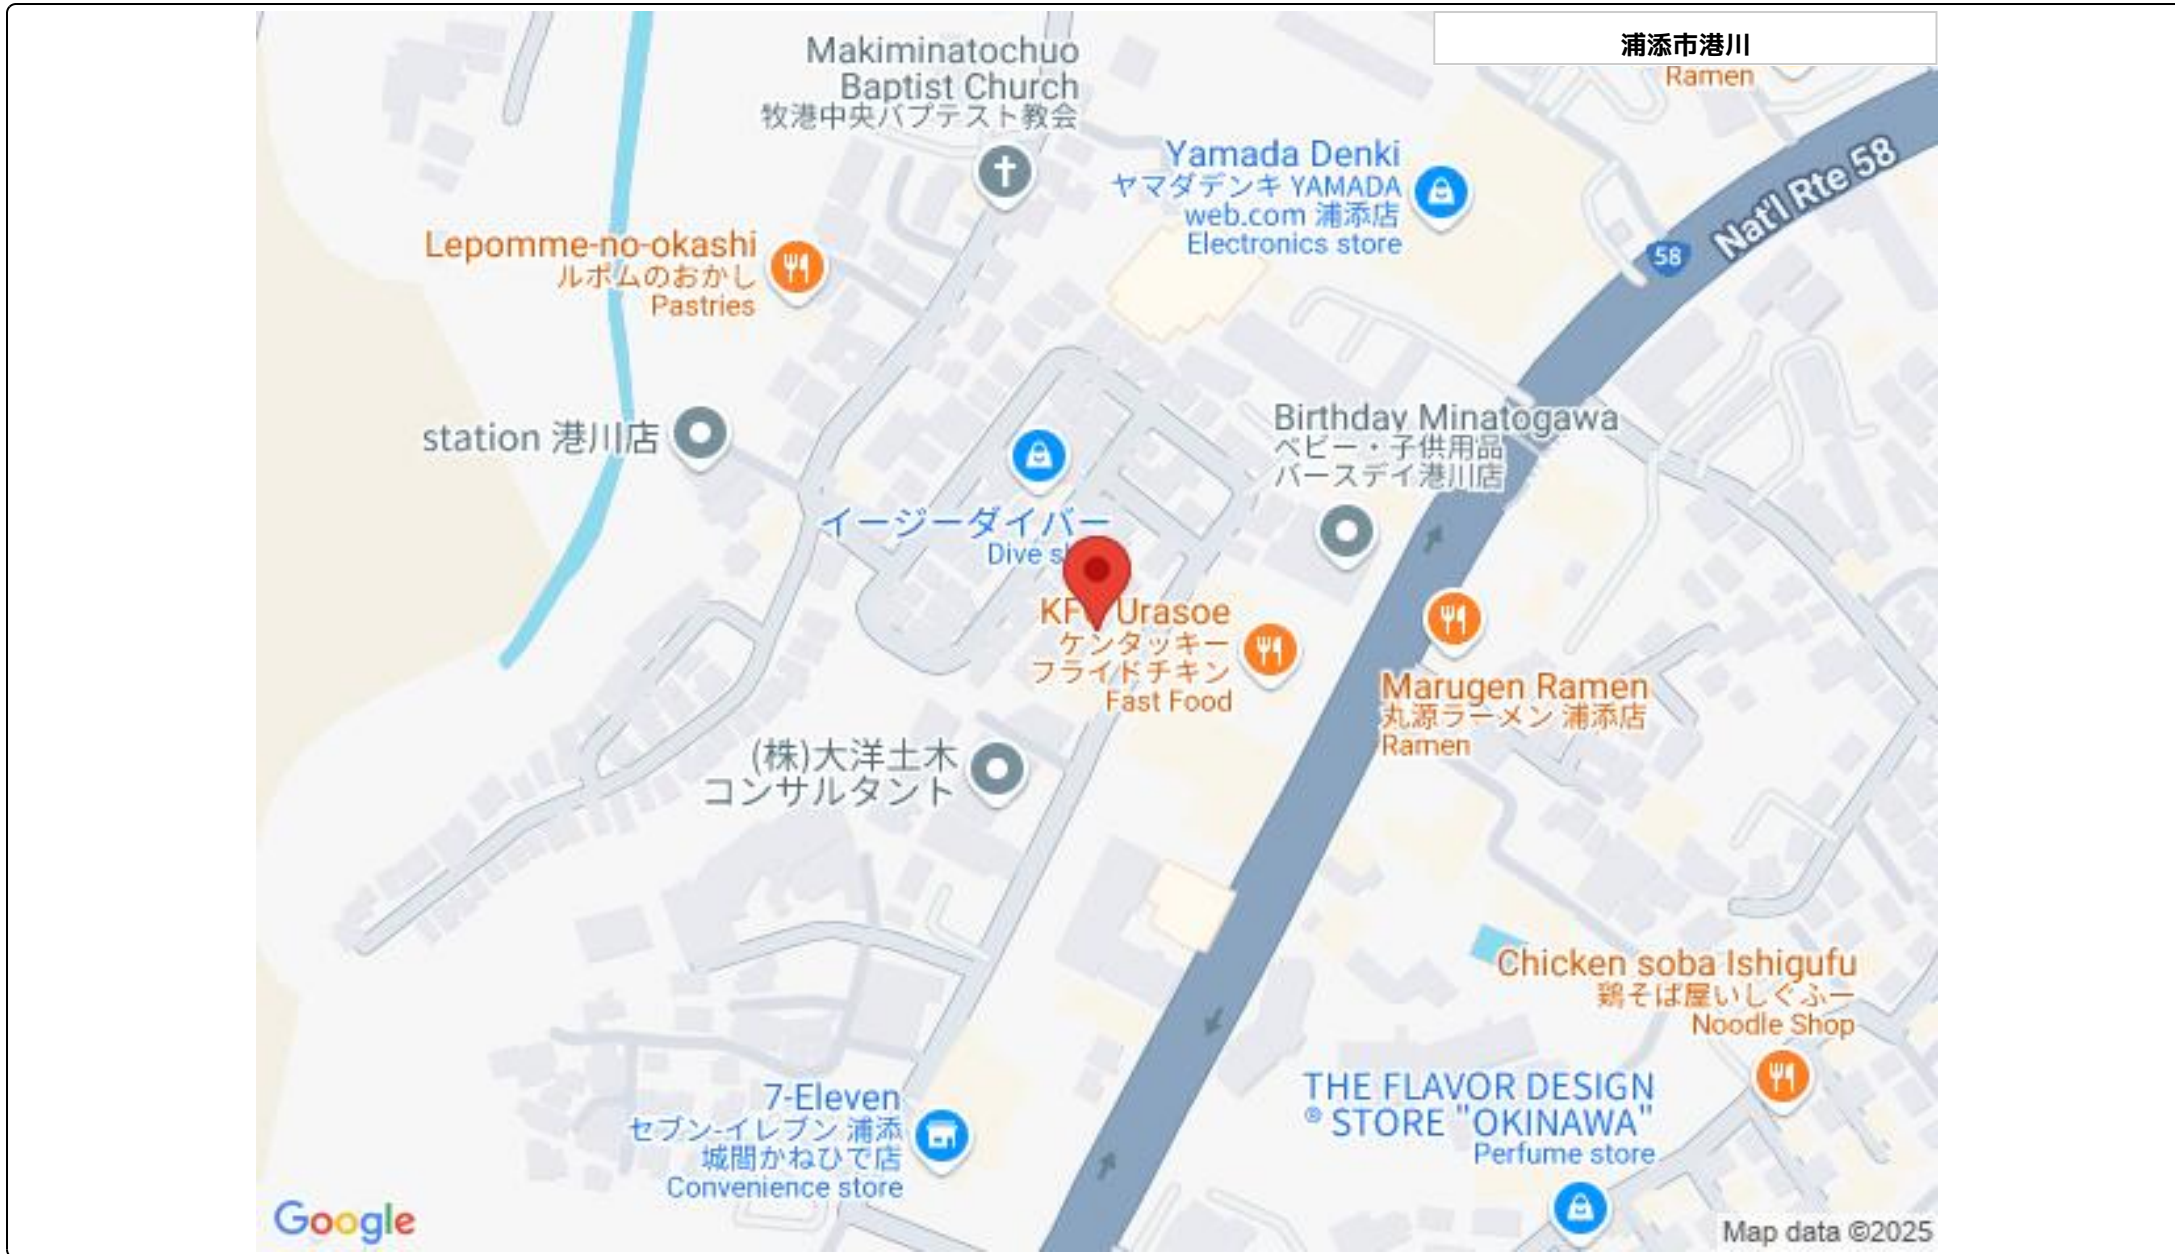 浦添市港川
Ramen
Makiminatochuo
Baptist Church
牧港中央バプテスト教会
Yamada Denki
ヤマダデンキ YAMADA
web.com 浦添店
Electronics store
Nat'l Rte 58
58
Lepomme-no-okashi
ルポムのおかし
Pastries
station 港川店
Birthday Minatogawa
ベビー・子供用品
バースデイ港川店
イージーダイバー
Dive
Urasoe
ケンタッキー
フライドチキン
Fast Food
Marugen Ramen
丸源ラーメン 浦添店
Ramen
(株)大洋土木
コンサルタント
Chicken soba Ishigufu
鶏そば屋いしぐふー
Noodle Shop
THE FLAVOR DESIGN
® STORE "OKINAWA"
Perfume store
7-Eleven
セブン-イレブン 浦添
城間かねひで店
Convenience store
Google
Map data ©2025